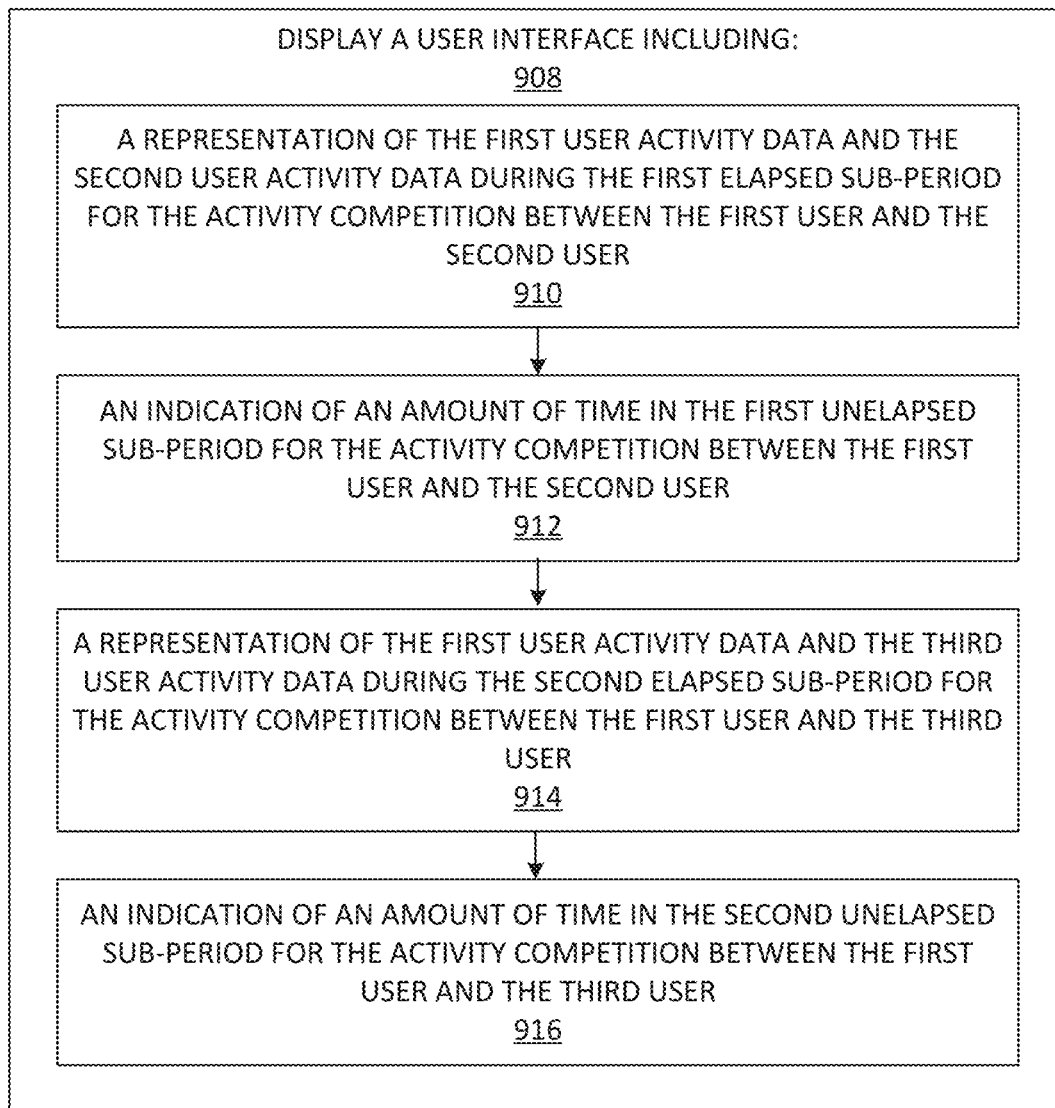 DISPLAY A USER INTERFACE INCLUDING:
908
A REPRESENTATION OF THE FIRST USER ACTIVITY DATA AND THE
SECOND USER ACTIVITY DATA DURING THE FIRST ELAPSED SUB-PERIOD
FOR THE ACTIVITY COMPETITION BETWEEN THE FIRST USER AND THE
SECOND USER
910
AN INDICATION OF AN AMOUNT OF TIME IN THE FIRST UNELAPSED
SUB-PERIOD FOR THE ACTIVITY COMPETITION BETWEEN THE FIRST
USER AND THE SECOND USER
912
A REPRESENTATION OF THE FIRST USER ACTIVITY DATA AND THE THIRD
USER ACTIVITY DATA DURING THE SECOND ELAPSED SUB-PERIOD FOR
THE ACTIVITY COMPETITION BETWEEN THE FIRST USER AND THE THIRD
USER
914
AN INDICATION OF AN AMOUNT OF TIME IN THE SECOND UNELAPSED
SUB-PERIOD FOR THE ACTIVITY COMPETITION BETWEEN THE FIRST
USER AND THE THIRD USER
916